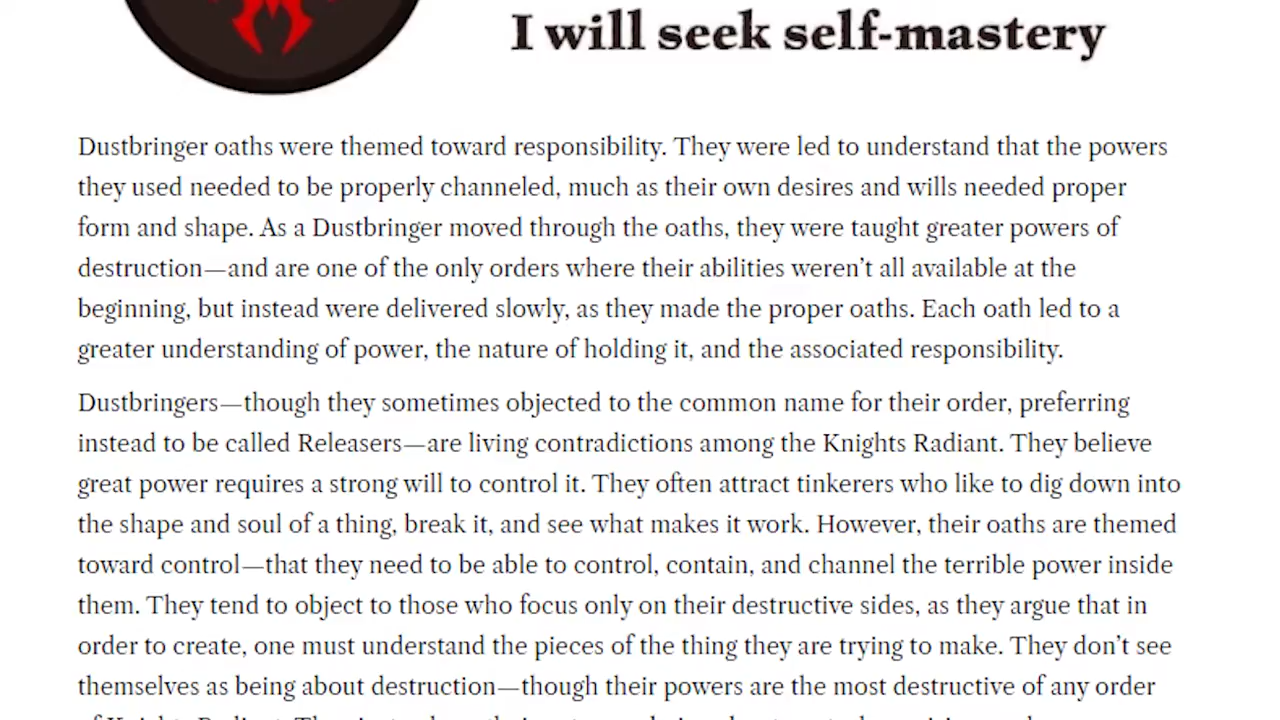 I will seek self-mastery
Dustbringer oaths were themed toward responsibility. They were led to understand that the powers
they used needed to be properly channeled, much as their own desires and wills needed proper
form and shape. As a Dustbringer moved through the oaths, they were taught greater powers of
destruction—and are one of the only orders where their abilities weren’t all available at the
beginning, but instead were delivered slowly, as they made the proper oaths. Each oath led to a
greater understanding of power, the nature of holding it, and the associated responsibility.
Dustbringers—though they sometimes objected to the common name for their order, preferring
instead to be called Releasers—are living contradictions among the Knights Radiant. They believe
great power requires a strong will to control it. They often attract tinkerers who like to dig down into
the shape and soul of a thing, break it, and see what makes it work. However, their oaths are themed
toward control—that they need to be able to control, contain, and channel the terrible power inside
them. They tend to object to those who focus only on their destructive sides, as they argue that in
order to create, one must understand the pieces of the thing they are trying to make. They don’t see
themselves as being about destruction—though their powers are the most destructive of any order